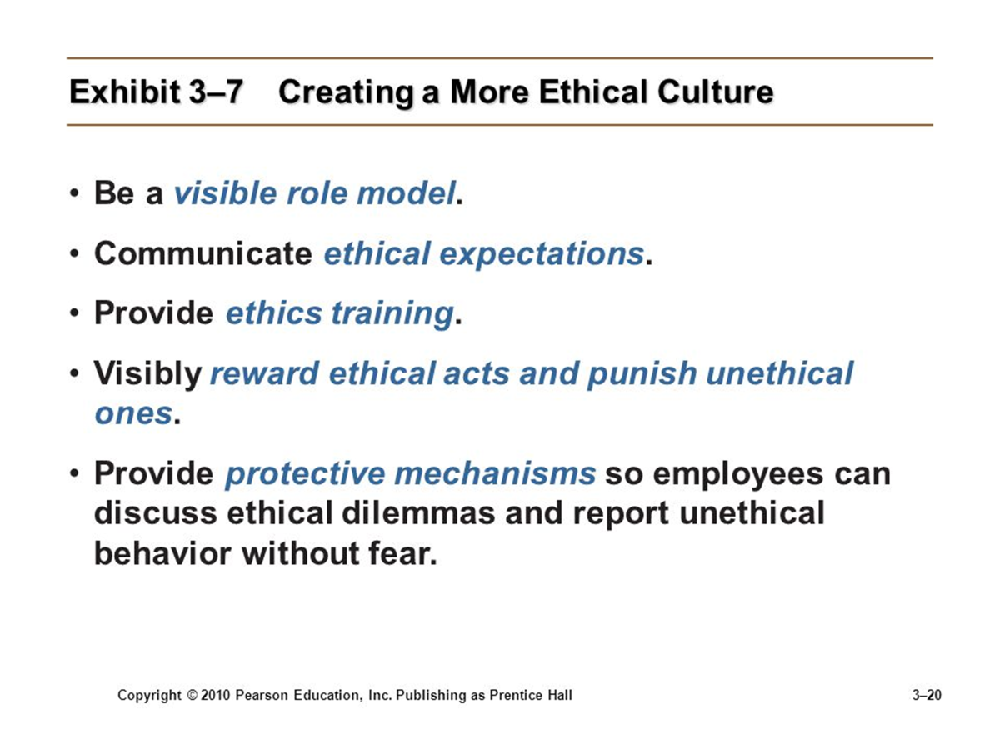 Exhibit 3–7 Creating a More Ethical Culture
• Be a visible role model.
• Communicate ethical expectations.
• Provide ethics training.
• Visibly reward ethical acts and punish unethical
ones.
• Provide protective mechanisms so employees can
discuss ethical dilemmas and report unethical
behavior without fear.
Copyright © 2010 Pearson Education, Inc. Publishing as Prentice Hall
3–20